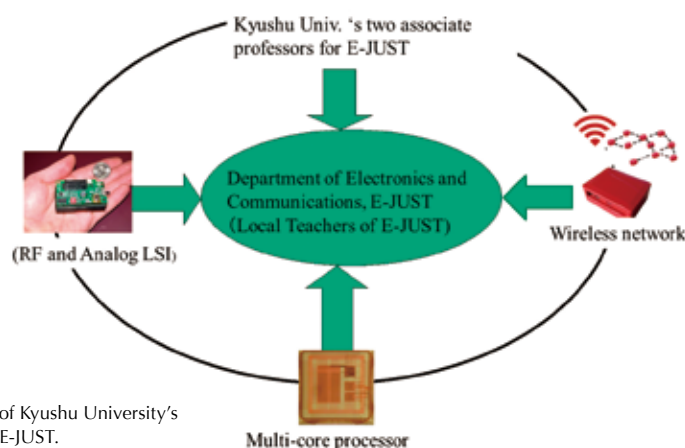 Kyushu Univ. ‘s two associate
professors for E-JUST
Department of Electronics and
Communications, E-JUST
(Local Teachers of E-JUST)
(RF and Analog LSI)
Wireless network
Multi-core processor
of Kyushu University’s
E-JUST.